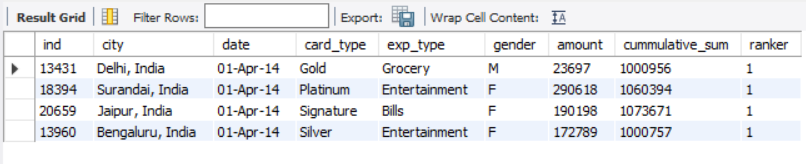 Result Grid Filter Rows: Export: Wrap Cell Content: IA
ind city date card_type exp_type gender amount cummulative_sum ranker
13431 Delhi, India 01-Apr-14 Gold Grocery M 23697 1000956 1
18394 Surandai, India 01-Apr-14 Platinum Entertainment F 290618 1060394 1
20659 Jaipur, India 01-Apr-14 Signature Bills F 190198 1073671 1
13960 Bengaluru, India 01-Apr-14 Silver Entertainment F 172789 1000757 1